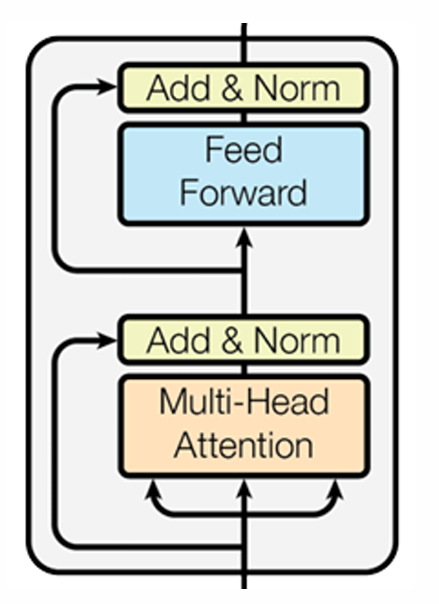 Add & Norm
Feed
Forward
Add & Norm
Multi-Head
Attention